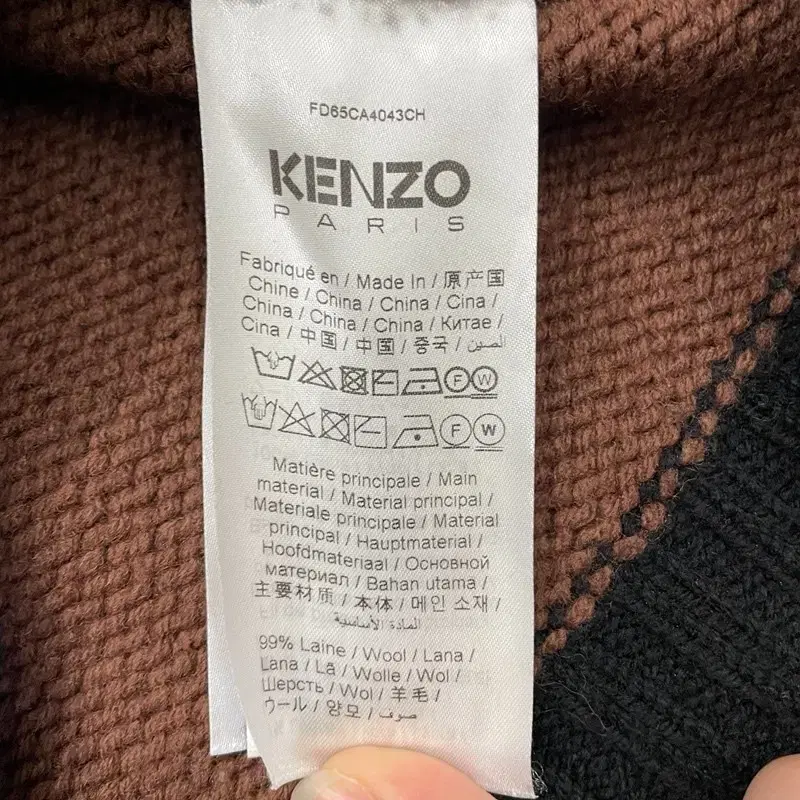 FD65CA4043CH
KENZO
PARIS
Fabriqué en / Made In / 原产国
Chine / China / China / Cina /
China / China / China / Китае /
Cina / 中国 / 中国 / 중국 / الصين
F W
F W
Matière principale / Main
material / Material principal /
Materiale principale / Material
principal / Hauptmaterial /
Hoofdmateriaal / Основной
материал / Bahan utama /
主要材质 / 本体 / 메인 소재 /
المادة الأساسية
99% Laine / Wool / Lana /
Lana / Lã / Wolle / Wol /
Шерсть / Wol / 羊毛 /
ウール / 양모 / صوف